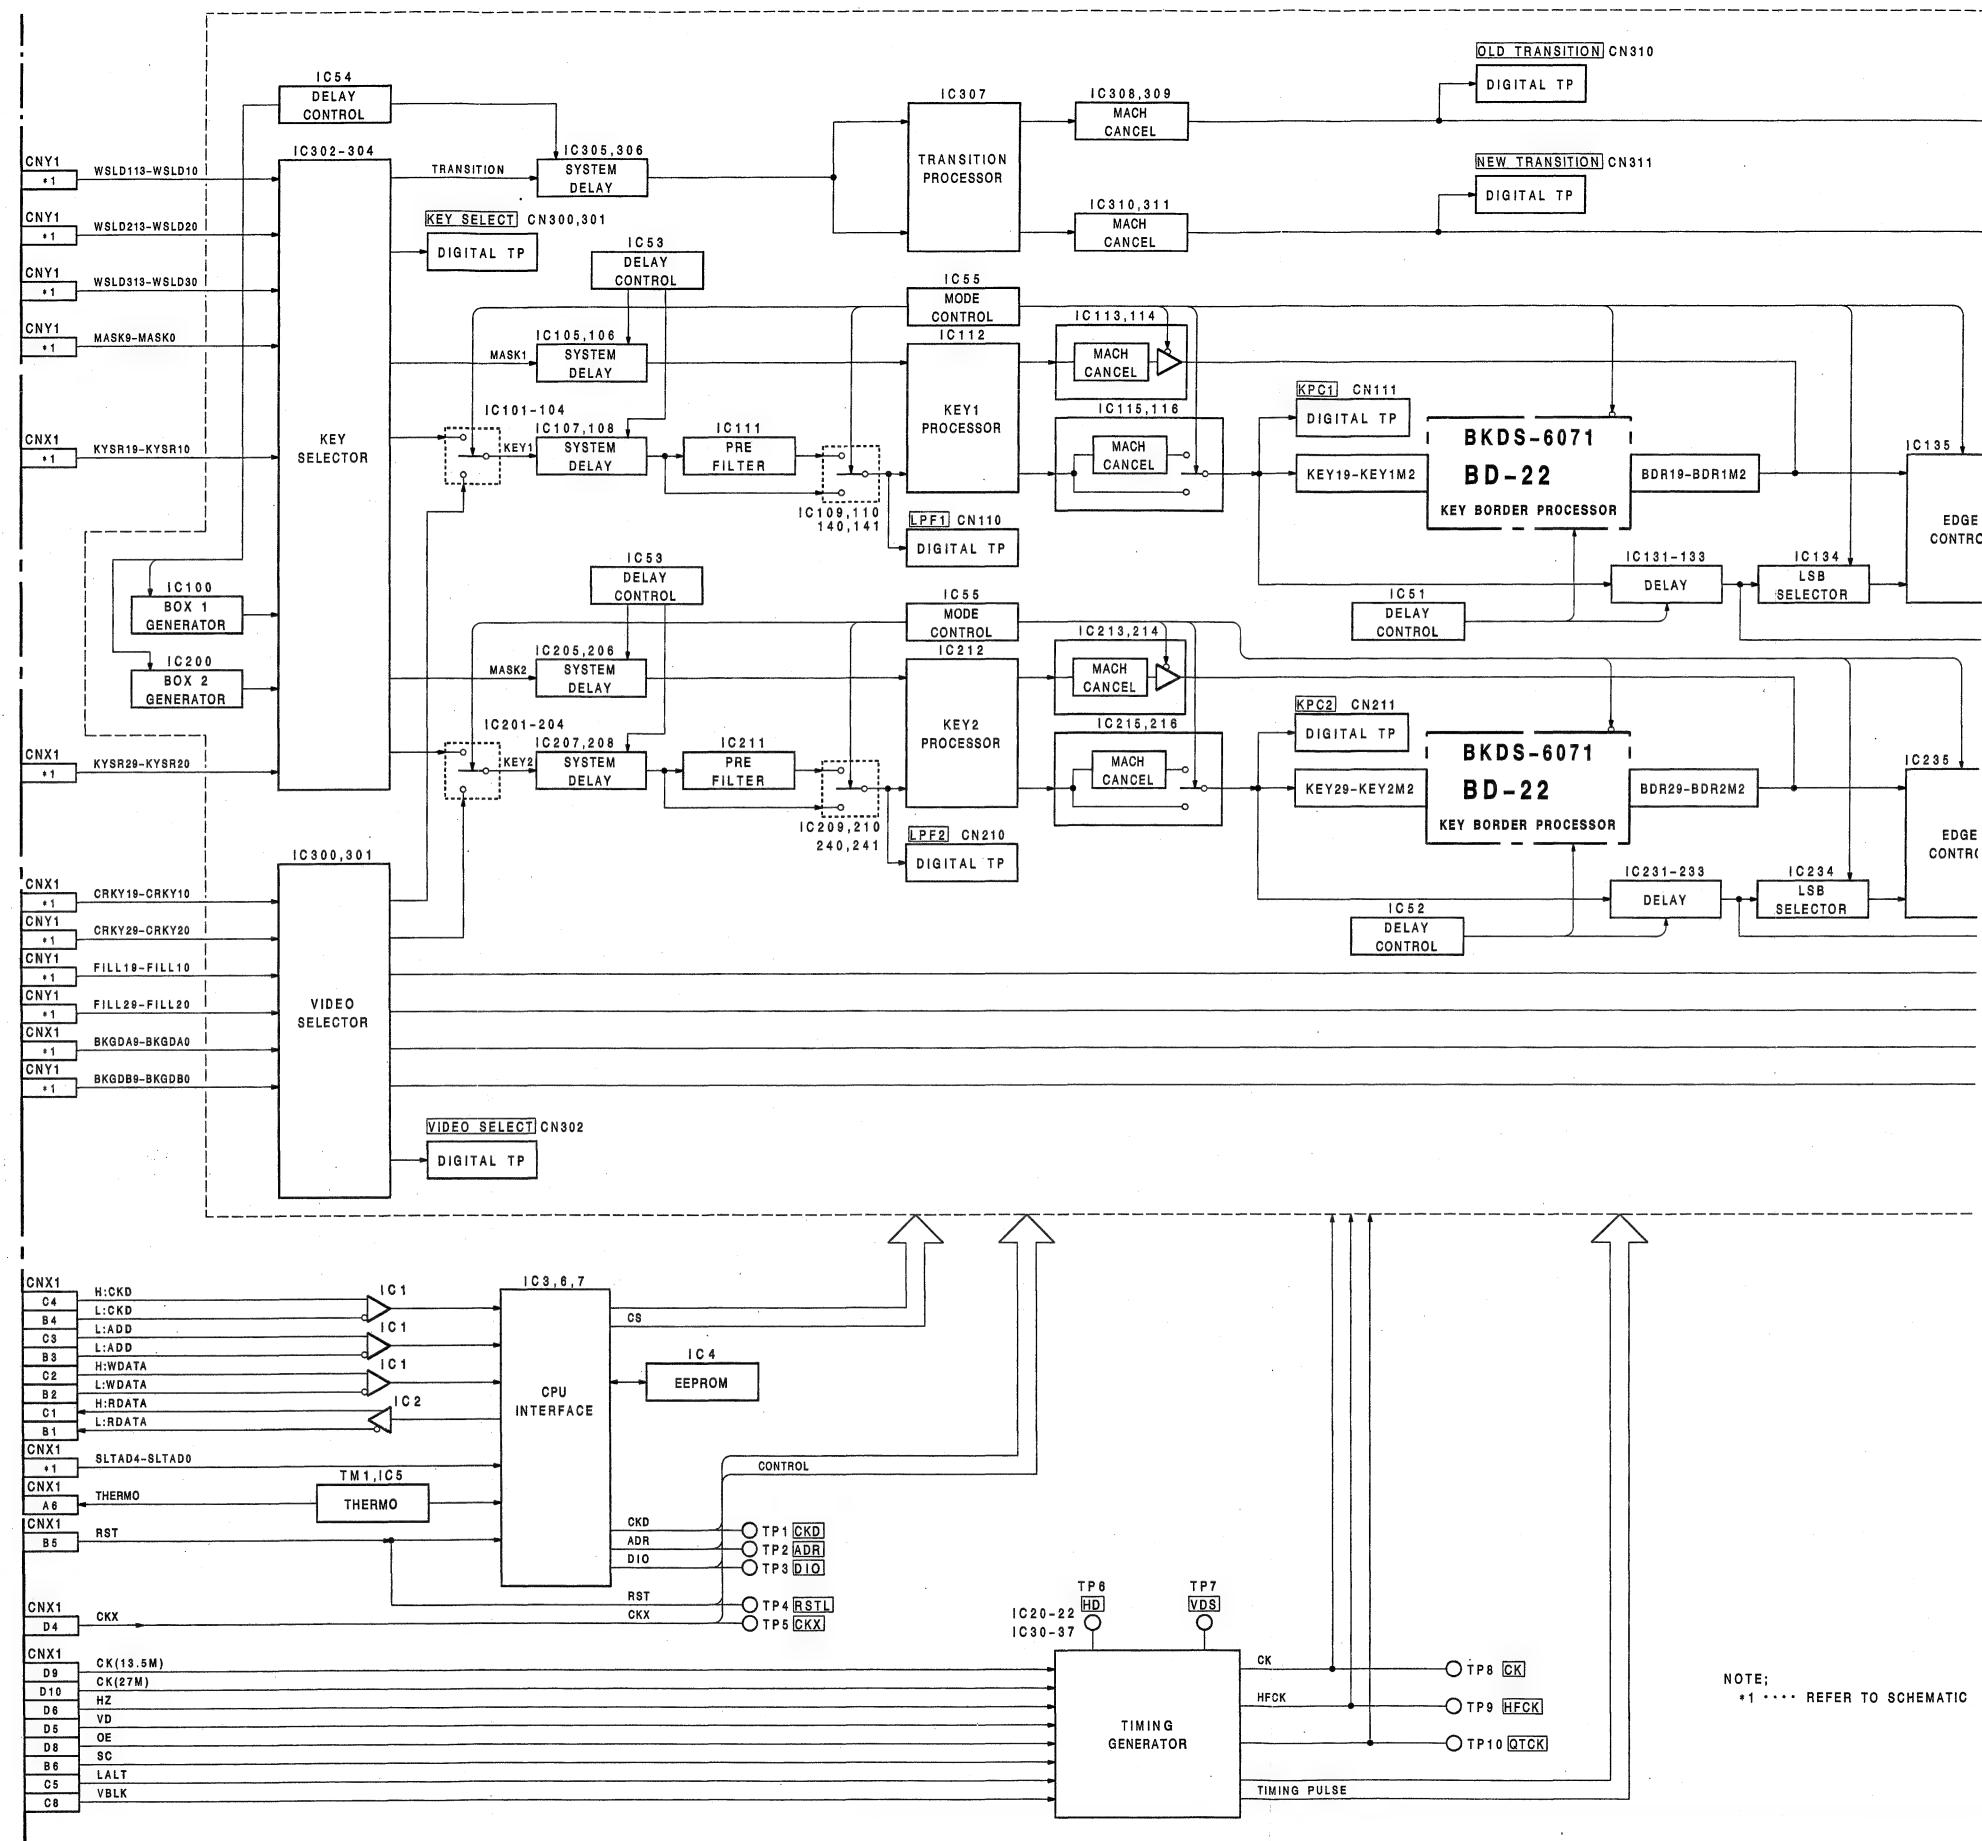 OLD TRANSITION CN310
DIGITAL TP
IC54
DELAY
CONTROL
IC307
TRANSITION
PROCESSOR
IC308,309
MACH
CANCEL
IC302-304
KEY
SELECTOR
CNY1
*1
WSLD113-WSLD10
TRANSITION
IC305,306
SYSTEM
DELAY
NEW TRANSITION CN311
DIGITAL TP
IC310,311
MACH
CANCEL
CNY1
*1
WSLD213-WSLD20
KEY SELECT CN300,301
DIGITAL TP
IC53
DELAY
CONTROL
CNY1
*1
WSLD313-WSLD30
IC55
MODE
CONTROL
CNY1
*1
MASK9-MASK0
MASK1
IC105,106
SYSTEM
DELAY
IC112
KEY1
PROCESSOR
IC113,114
MACH
CANCEL
IC115,116
MACH
CANCEL
KPC1 CN111
DIGITAL TP
BKDS-6071
BD-22
KEY BORDER PROCESSOR
CNX1
*1
KYSR19-KYSR10
IC101-104
KEY1
IC107,108
SYSTEM
DELAY
IC111
PRE
FILTER
IC109,110
140,141
LPF1 CN110
DIGITAL TP
KEY19-KEY1M2
BDR19-BDR1M2
IC135
EDGE
CONTRO
IC131-133
DELAY
IC134
LSB
SELECTOR
IC51
DELAY
CONTROL
IC100
BOX 1
GENERATOR
IC200
BOX 2
GENERATOR
IC53
DELAY
CONTROL
IC55
MODE
CONTROL
MASK2
IC205,206
SYSTEM
DELAY
IC212
KEY2
PROCESSOR
IC213,214
MACH
CANCEL
IC215,216
MACH
CANCEL
KPC2 CN211
DIGITAL TP
BKDS-6071
BD-22
KEY BORDER PROCESSOR
CNX1
*1
KYSR29-KYSR20
IC201-204
KEY2
IC207,208
SYSTEM
DELAY
IC211
PRE
FILTER
IC209,210
240,241
LPF2 CN210
DIGITAL TP
KEY29-KEY2M2
BDR29-BDR2M2
IC235
EDGE
CONTR
IC231-233
DELAY
IC234
LSB
SELECTOR
IC52
DELAY
CONTROL
IC300,301
VIDEO
SELECTOR
CNX1
*1
CRKY19-CRKY10
CNY1
*1
CRKY29-CRKY20
CNY1
*1
FILL19-FILL10
CNY1
*1
FILL29-FILL20
CNX1
*1
BKGDA9-BKGDA0
CNY1
*1
BKGDB9-BKGDB0
VIDEO SELECT CN302
DIGITAL TP
CNX1
C4
H:CKD
B4
L:CKD
C3
L:ADD
B3
L:ADD
C2
H:WDATA
B2
L:WDATA
C1
H:RDATA
B1
L:RDATA
IC1
IC1
IC1
IC2
IC3,6,7
CPU
INTERFACE
CS
IC4
EEPROM
CNX1
*1
SLTAD4-SLTAD0
CONTROL
CNX1
A6
THERMO
TM1,IC5
THERMO
CNX1
B5
RST
CKD
TP1 CKD
ADR
TP2 ADR
DIO
TP3 DIO
RST
TP4 RSTL
CNX1
D4
CKX
CKX
TP5 CKX
TP6
HD
TP7
VDS
IC20-22
IC30-37
TIMING
GENERATOR
CNX1
D9
CK(13.5M)
D10
CK(27M)
D6
HZ
D5
VD
D8
OE
B6
SC
C5
LALT
C8
VBLK
CK
TP8 CK
HFCK
TP9 HFCK
TP10 QTCK
TIMING PULSE
NOTE;
*1 ···· REFER TO SCHEMATIC